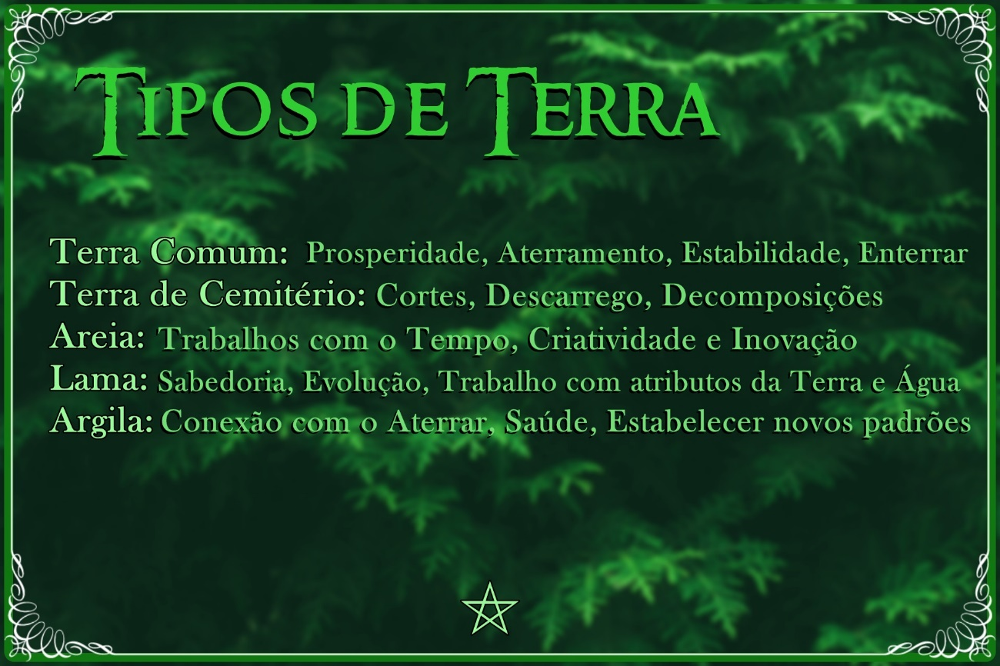 Tipos de Terra
Terra Comum: Prosperidade, Aterramento, Estabilidade, Enterrar
Terra de Cemitério: Cortes, Descarrego, Decomposições
Areia: Trabalhos com o Tempo, Criatividade e Inovação
Lama: Sabedoria, Evolução, Trabalho com atributos da Terra e Água
Argila: Conexão com o Aterrar, Saúde, Estabelecer novos padrões